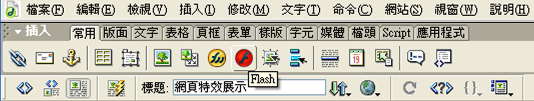 檔案(F) 編輯(E) 檢視(V) 插入(I) 修改(M) 文字(T) 命令(C) 網站(S) 視窗(W) 說明(H)
插入 常用 版面 文字 表格 頁框 表單 樣版 字元 媒體 檔頭 Script 應用程式
19
Flash
標題: 網頁特效展示